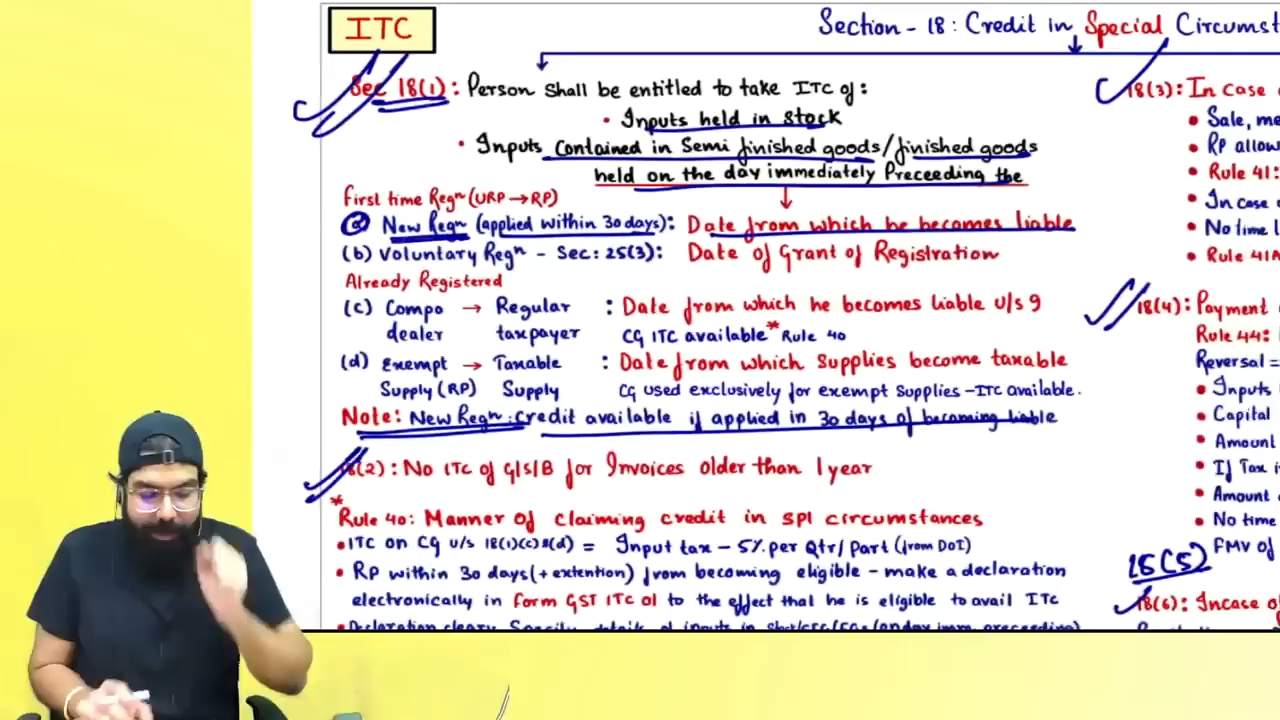 ITC
Section - 18: Credit in Special Circumst
Sec 18(1): Person shall be entitled to take ITC of:
• Inputs held in stock
• Inputs Contained in Semi finished goods/finished goods
held on the day immediately Preceeding the
First time Regⁿ (URP → RP)
(a) New Regⁿ (applied within 30 days): Date from which he becomes liable
(b) Voluntary Regⁿ - Sec: 25(3): Date of Grant of Registration
Already Registered
(c) Compo → Regular : Date from which he becomes liable u/s 9
dealer taxpayer CG ITC available* Rule 40
(d) Exempt → Taxable : Date from which supplies become taxable
Supply (RP) Supply CG used exclusively for exempt supplies - ITC available.
Note: New Regⁿ: credit available if applied in 30 days of becoming liable
18(2): No ITC of G/S/B for Invoices older than 1 year
*
Rule 40: Manner of claiming credit in SPl circumstances
• ITC on CG u/s 18(1)(c)&(d) = Input tax - 5% per Qtr/Part (from DOI)
• RP within 30 days (+ extention) from becoming eligible - make a declaration
electronically in form GST ITC 01 to the effect that he is eligible to avail ITC
• Declaration clearly Specify details of inputs in
18(3): In case
• Sale, me
• RP allow
• Rule 41:
• In case
• No time
• Rule 41A
18(4): Payment
Rule 44:
Reversal =
• Inputs
• Capital
• Amount
• If Tax i
• Amount
• No time
FMV of
18(5)
18(6): Incase of